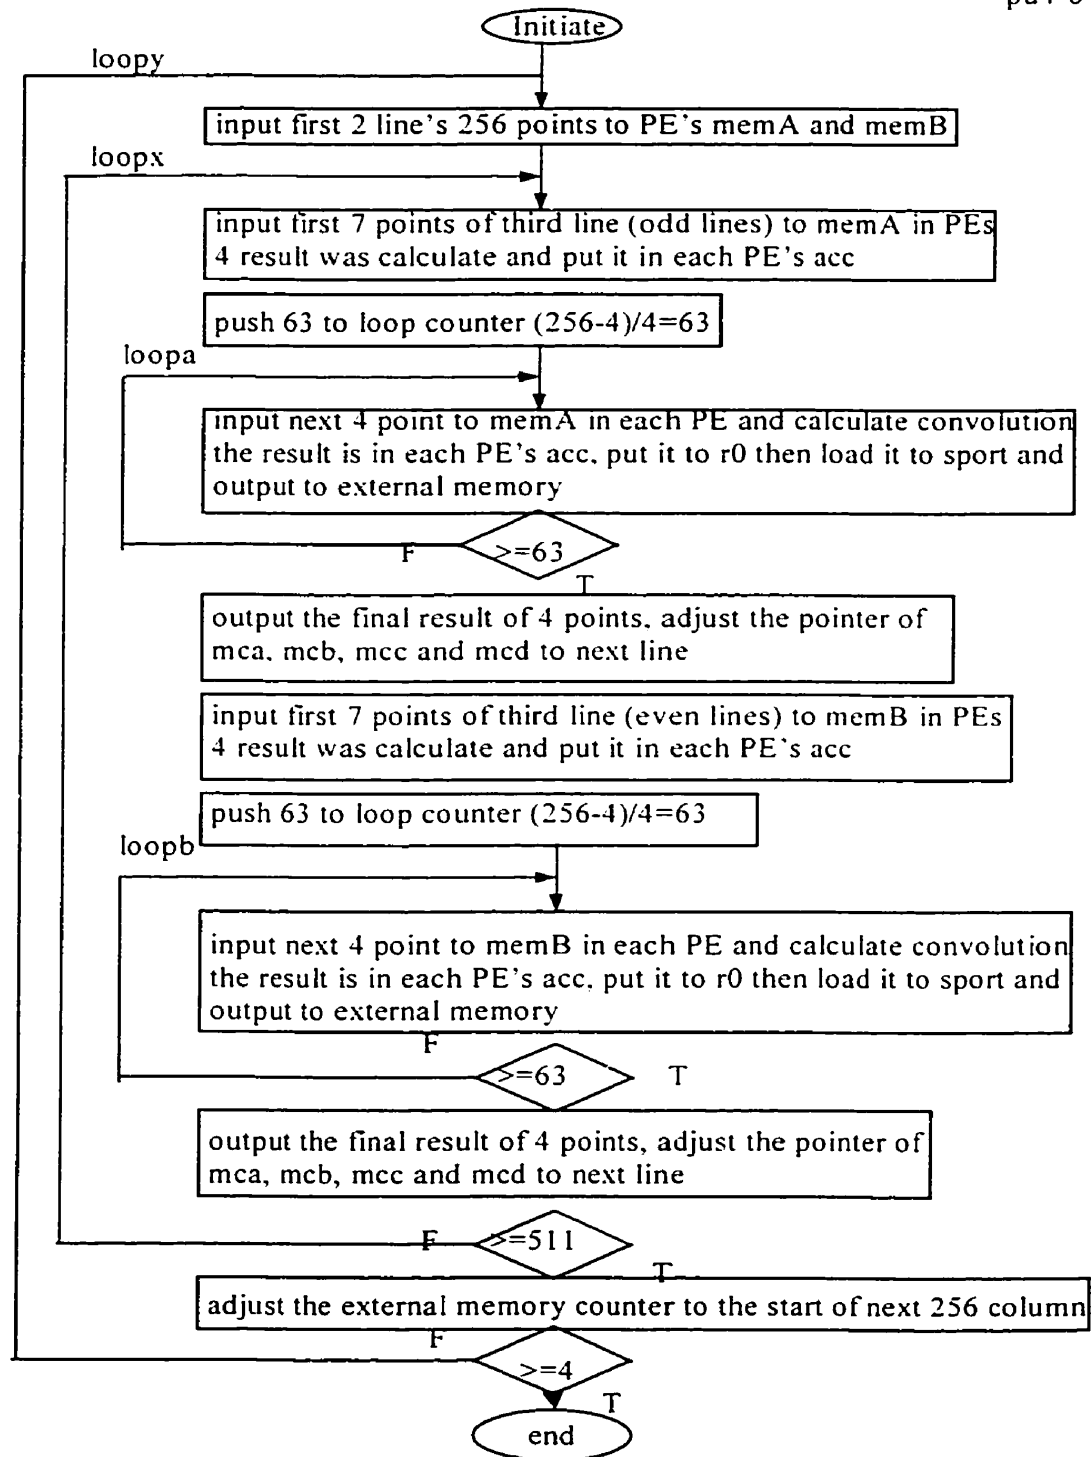 Initiate
loopy
input first 2 line's 256 points to PE's memA and memB
loopx
input first 7 points of third line (odd lines) to memA in PEs
4 result was calculate and put it in each PE's acc
push 63 to loop counter (256-4)/4=63
loopa
input next 4 point to memA in each PE and calculate convolution
the result is in each PE's acc, put it to r0 then load it to sport and
output to external memory
F
>=63
T
output the final result of 4 points, adjust the pointer of
mca, mcb, mcc and mcd to next line
input first 7 points of third line (even lines) to memB in PEs
4 result was calculate and put it in each PE's acc
push 63 to loop counter (256-4)/4=63
loopb
input next 4 point to memB in each PE and calculate convolution
the result is in each PE's acc, put it to r0 then load it to sport and
output to external memory
F
>=63
T
output the final result of 4 points, adjust the pointer of
mca, mcb, mcc and mcd to next line
F
>=511
T
adjust the external memory counter to the start of next 256 column
F
>=4
T
end